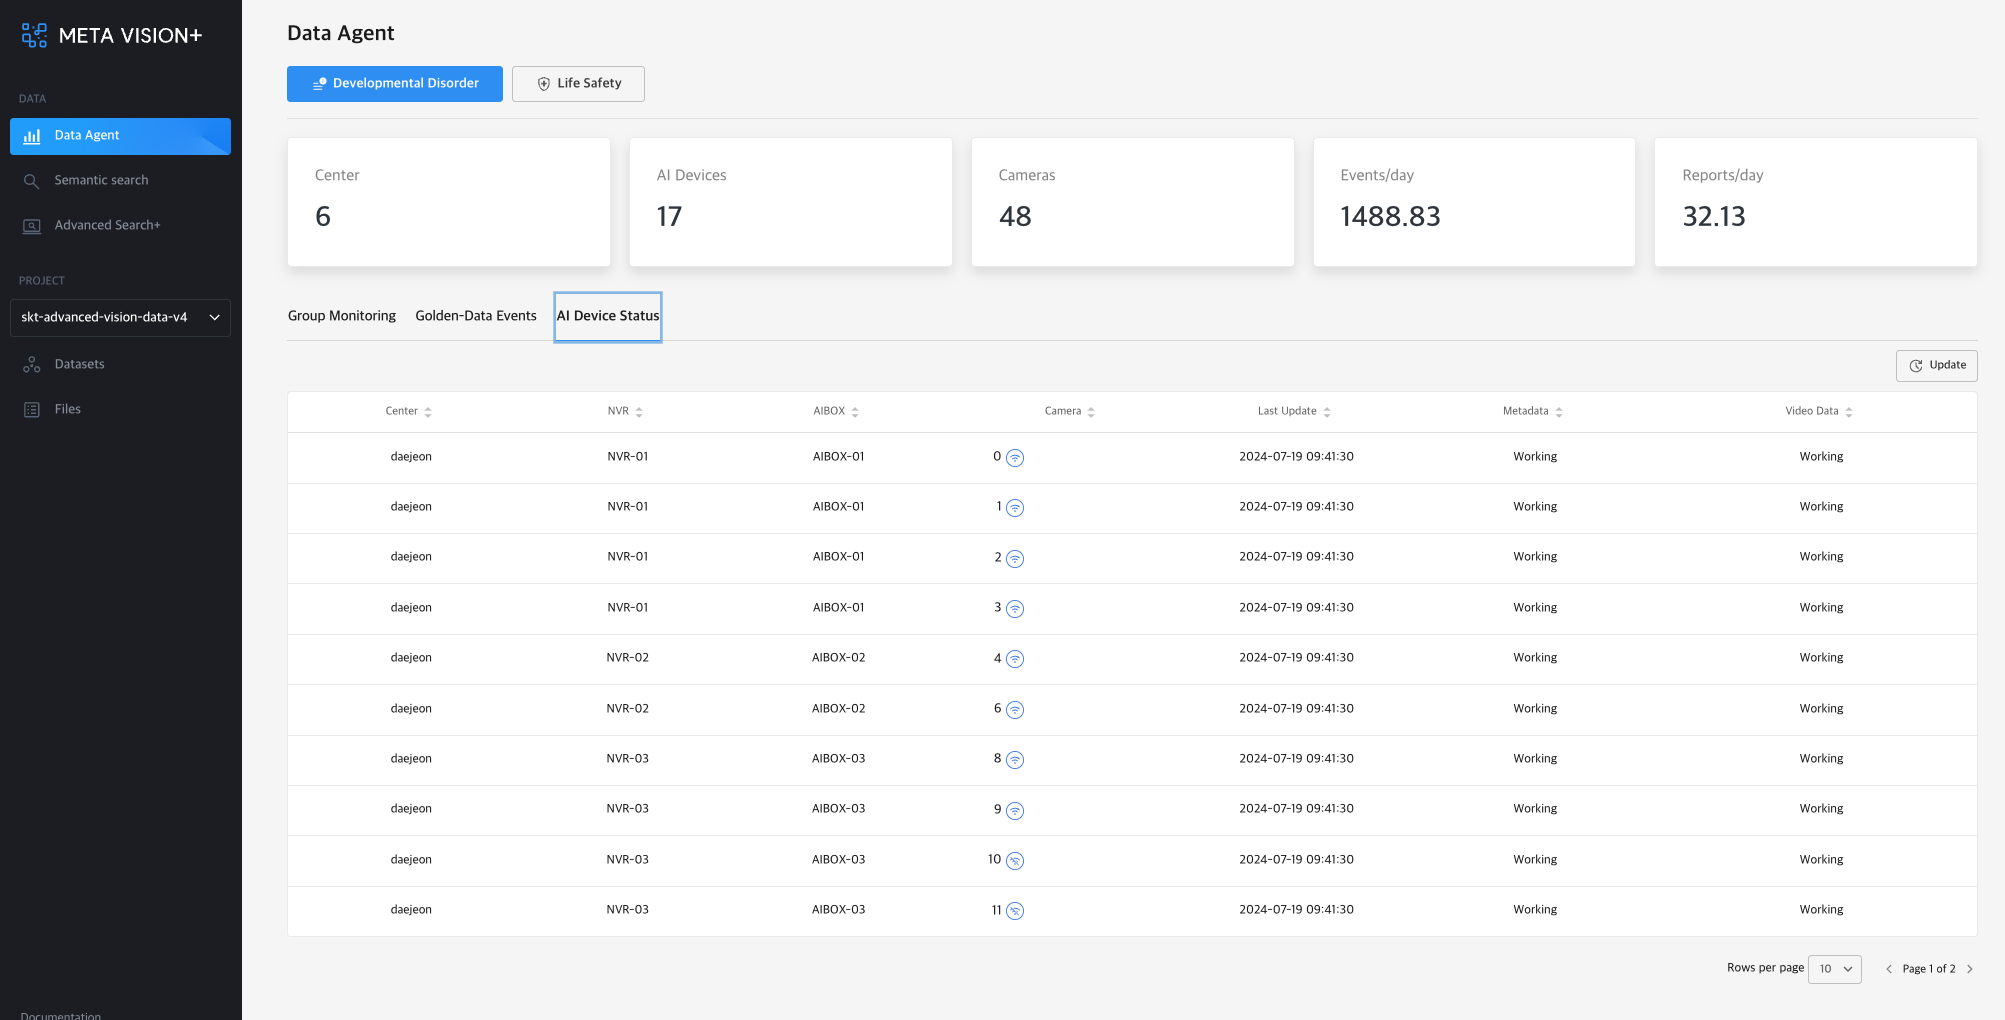 META VISION+
DATA
Data Agent
Semantic search
Advanced Search+
PROJECT
skt-advanced-vision-data-v4
Datasets
Files
Documentation
Data Agent
Developmental Disorder
Life Safety
Center
6
AI Devices
17
Cameras
48
Events/day
1488.83
Reports/day
32.13
Group Monitoring Golden-Data Events AI Device Status
Update
Center NVR AIBOX Camera Last Update Metadata Video Data
daejeon NVR-01 AIBOX-01 0 2024-07-19 09:41:30 Working Working
daejeon NVR-01 AIBOX-01 1 2024-07-19 09:41:30 Working Working
daejeon NVR-01 AIBOX-01 2 2024-07-19 09:41:30 Working Working
daejeon NVR-01 AIBOX-01 3 2024-07-19 09:41:30 Working Working
daejeon NVR-02 AIBOX-02 4 2024-07-19 09:41:30 Working Working
daejeon NVR-02 AIBOX-02 6 2024-07-19 09:41:30 Working Working
daejeon NVR-03 AIBOX-03 8 2024-07-19 09:41:30 Working Working
daejeon NVR-03 AIBOX-03 9 2024-07-19 09:41:30 Working Working
daejeon NVR-03 AIBOX-03 10 2024-07-19 09:41:30 Working Working
daejeon NVR-03 AIBOX-03 11 2024-07-19 09:41:30 Working Working
Rows per page 10 Page 1 of 2